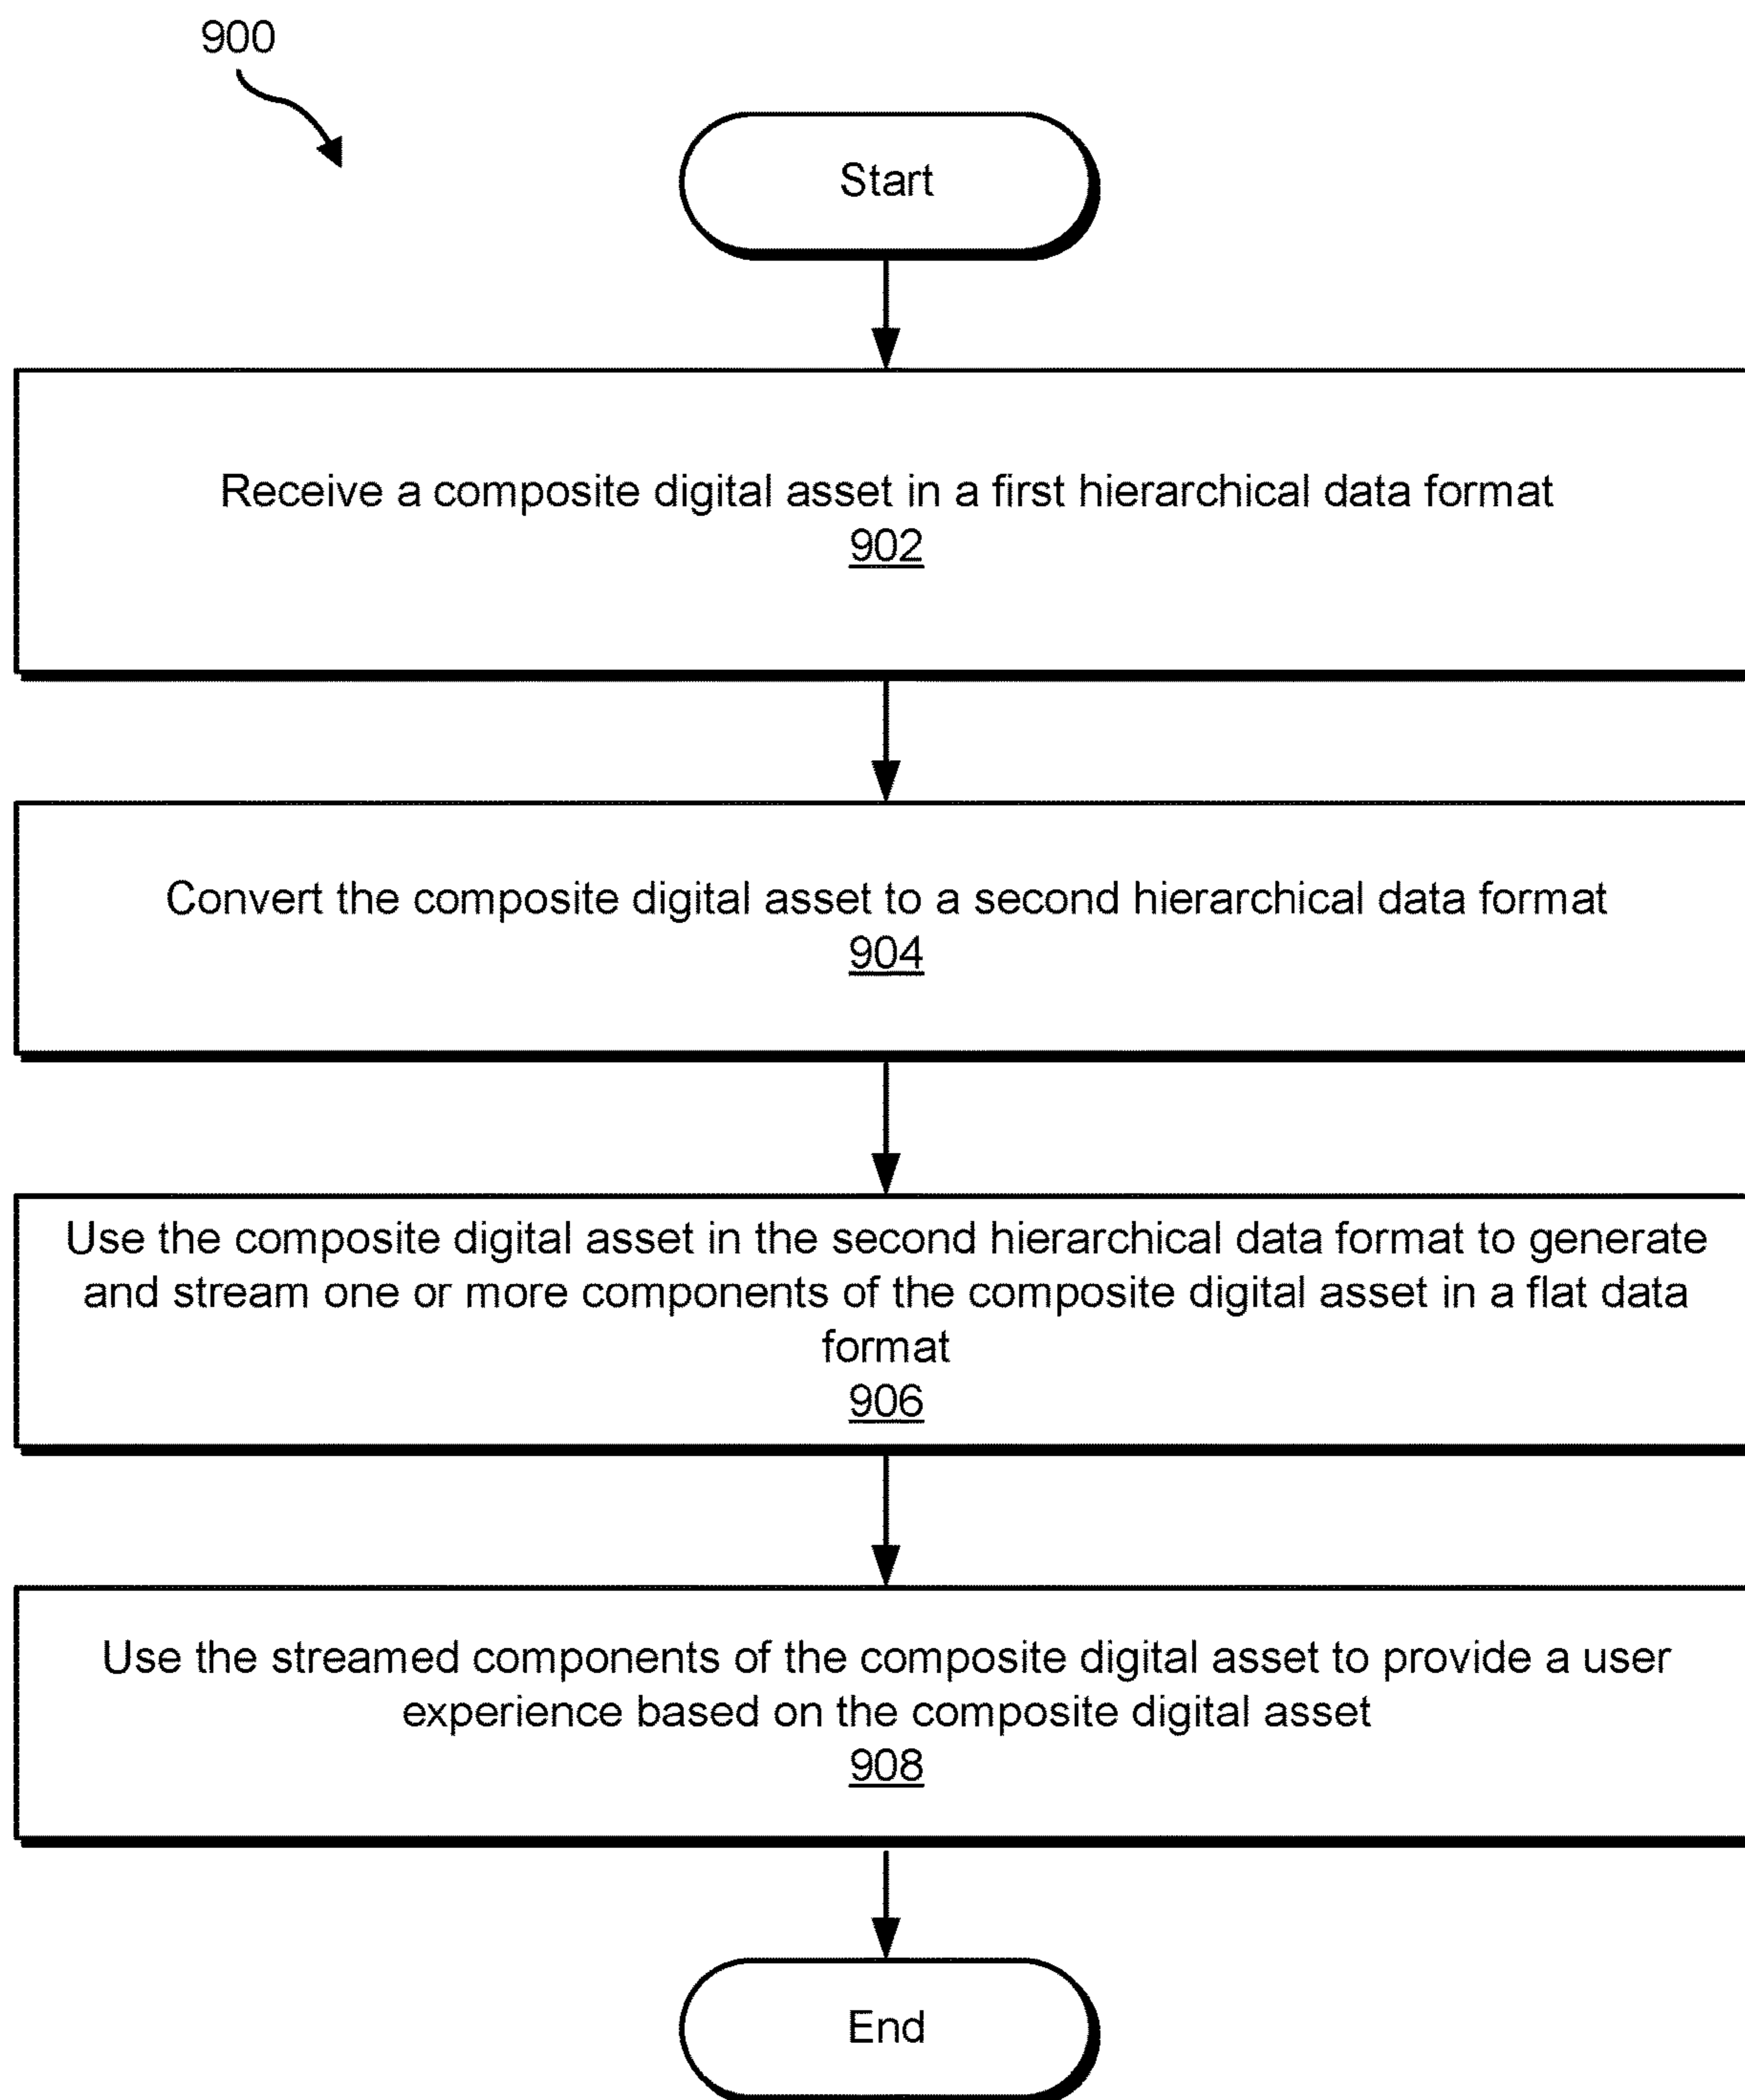 900
Start
Receive a composite digital asset in a first hierarchical data format
902
Convert the composite digital asset to a second hierarchical data format
904
Use the composite digital asset in the second hierarchical data format to generate
and stream one or more components of the composite digital asset in a flat data
format
906
Use the streamed components of the composite digital asset to provide a user
experience based on the composite digital asset
908
End